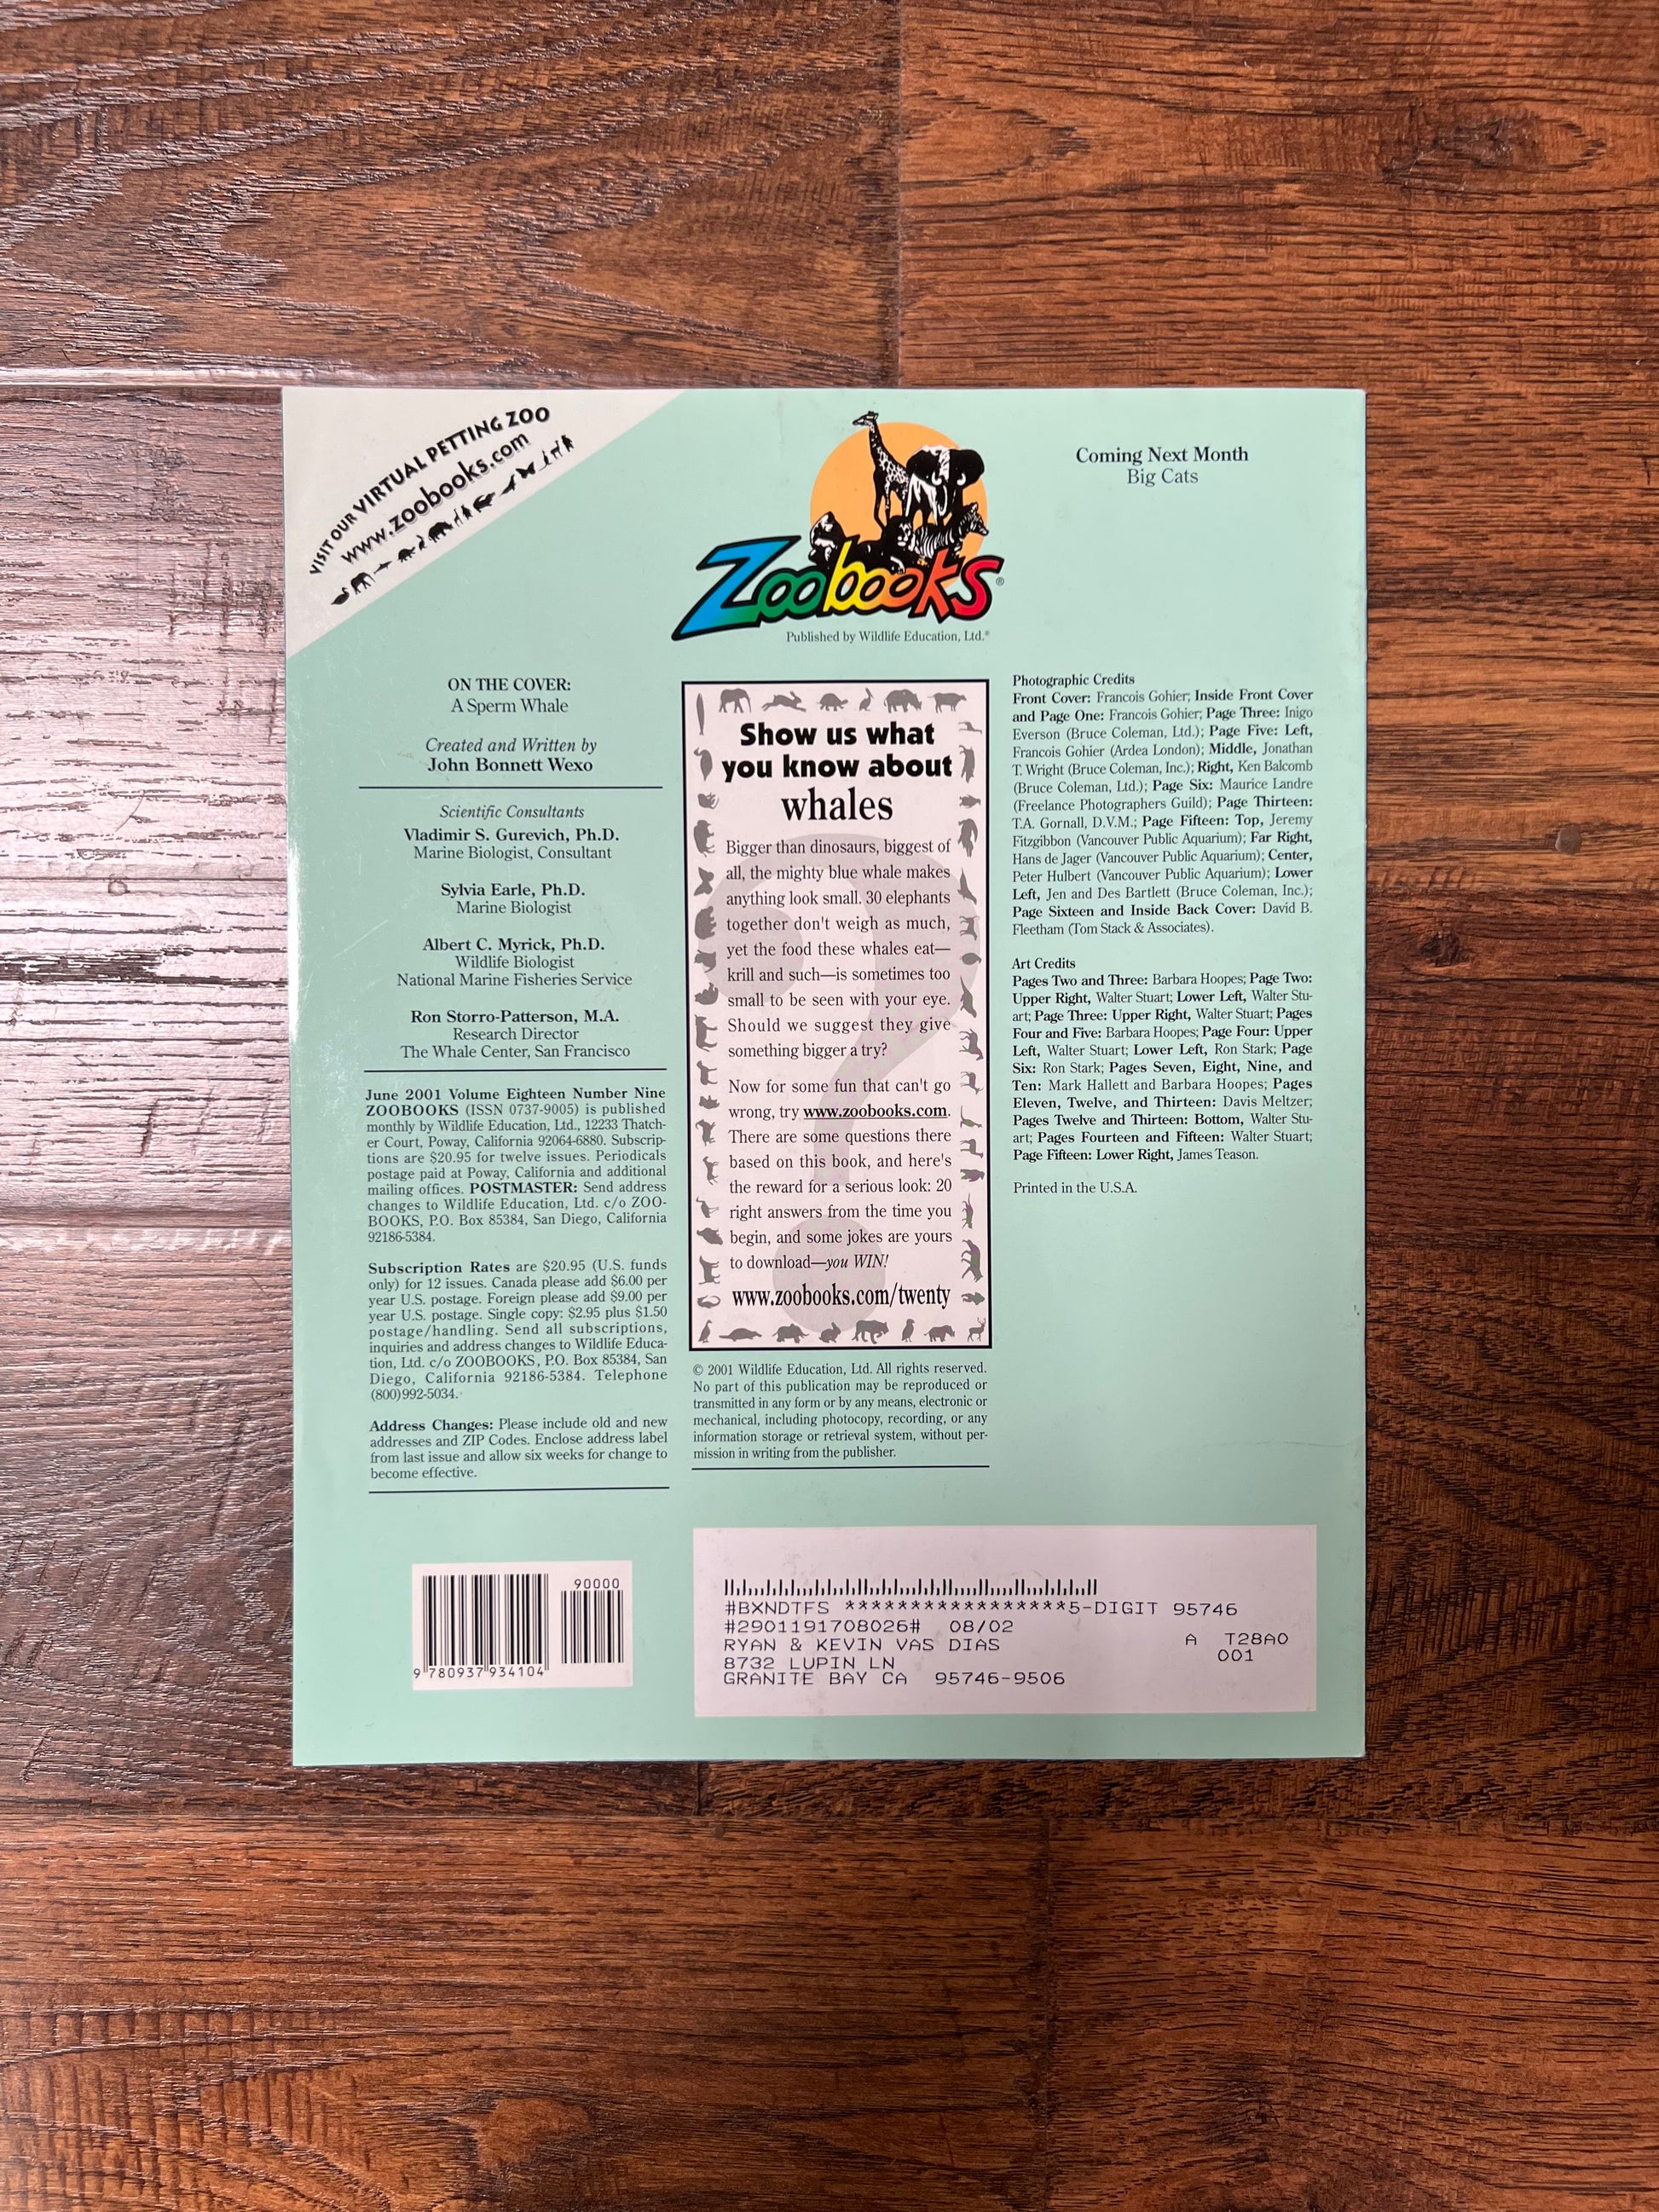 VISIT OUR VIRTUAL PETTING ZOO
www.zoobooks.com
Zoobooks®
Published by Wildlife Education, Ltd.®
Coming Next Month
Big Cats
ON THE COVER:
A Sperm Whale
Created and Written by
John Bonnett Wexo
Scientific Consultants
Vladimir S. Gurevich, Ph.D.
Marine Biologist, Consultant
Sylvia Earle, Ph.D.
Marine Biologist
Albert C. Myrick, Ph.D.
Wildlife Biologist
National Marine Fisheries Service
Ron Storro-Patterson, M.A.
Research Director
The Whale Center, San Francisco
June 2001 Volume Eighteen Number Nine
ZOOBOOKS (ISSN 0737-9005) is published
monthly by Wildlife Education, Ltd., 12233 Thatch-
er Court, Poway, California 92064-6880. Subscrip-
tions are $20.95 for twelve issues. Periodicals
postage paid at Poway, California and additional
mailing offices. POSTMASTER: Send address
changes to Wildlife Education, Ltd. c/o ZOO-
BOOKS, P.O. Box 85384, San Diego, California
92186-5384.
Subscription Rates are $20.95 (U.S. funds
only) for 12 issues. Canada please add $6.00 per
year U.S. postage. Foreign please add $9.00 per
year U.S. postage. Single copy: $2.95 plus $1.50
postage/handling. Send all subscriptions,
inquiries and address changes to Wildlife Educa-
tion, Ltd. c/o ZOOBOOKS, P.O. Box 85384, San
Diego, California 92186-5384. Telephone
(800)992-5034.
Address Changes: Please include old and new
addresses and ZIP Codes. Enclose address label
from last issue and allow six weeks for change to
become effective.
Show us what
you know about
whales
Bigger than dinosaurs, biggest of
all, the mighty blue whale makes
anything look small. 30 elephants
together don't weigh as much,
yet the food these whales eat—
krill and such—is sometimes too
small to be seen with your eye.
Should we suggest they give
something bigger a try?
Now for some fun that can't go
wrong, try www.zoobooks.com.
There are some questions there
based on this book, and here's
the reward for a serious look: 20
right answers from the time you
begin, and some jokes are yours
to download—you WIN!
www.zoobooks.com/twenty
© 2001 Wildlife Education, Ltd. All rights reserved.
No part of this publication may be reproduced or
transmitted in any form or by any means, electronic or
mechanical, including photocopy, recording, or any
information storage or retrieval system, without per-
mission in writing from the publisher.
Photographic Credits
Front Cover: Francois Gohier; Inside Front Cover
and Page One: Francois Gohier; Page Three: Inigo
Everson (Bruce Coleman, Ltd.); Page Five: Left,
Francois Gohier (Ardea London); Middle, Jonathan
T. Wright (Bruce Coleman, Inc.); Right, Ken Balcomb
(Bruce Coleman, Ltd.); Page Six: Maurice Landre
(Freelance Photographers Guild); Page Thirteen:
T.A. Gornall, D.V.M.; Page Fifteen: Top, Jeremy
Fitzgibbon (Vancouver Public Aquarium); Far Right,
Hans de Jager (Vancouver Public Aquarium); Center,
Peter Hulbert (Vancouver Public Aquarium); Lower
Left, Jen and Des Bartlett (Bruce Coleman, Inc.);
Page Sixteen and Inside Back Cover: David B.
Fleetham (Tom Stack & Associates).
Art Credits
Pages Two and Three: Barbara Hoopes; Page Two:
Upper Right, Walter Stuart; Lower Left, Walter Stu-
art; Page Three: Upper Right, Walter Stuart; Pages
Four and Five: Barbara Hoopes; Page Four: Upper
Left, Walter Stuart; Lower Left, Ron Stark; Page
Six: Ron Stark; Pages Seven, Eight, Nine, and
Ten: Mark Hallett and Barbara Hoopes; Pages
Eleven, Twelve, and Thirteen: Davis Meltzer;
Pages Twelve and Thirteen: Bottom, Walter Stu-
art; Pages Fourteen and Fifteen: Walter Stuart;
Page Fifteen: Lower Right, James Teason.
Printed in the U.S.A.
90000
9 780937 934104
#BXNDTFS *****************5-DIGIT 95746
#2901191708026# 08/02
RYAN & KEVIN VAS DIAS A T28A0
8732 LUPIN LN 001
GRANITE BAY CA 95746-9506